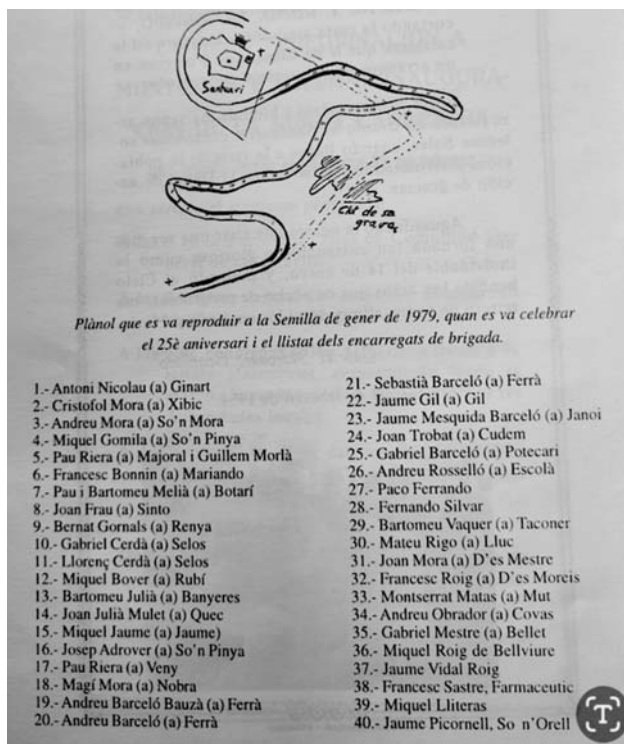 Santuari
Clot de sa
grava
Plànol que es va reproduir a la Semilla de gener de 1979, quan es va celebrar
el 25è aniversari i el llistat dels encarregats de brigada.
1.- Antoni Nicolau (a) Ginart
2.- Cristofol Mora (a) Xibic
3.- Andreu Mora (a) So'n Mora
4.- Miquel Gomila (a) So'n Pinya
5.- Pau Riera (a) Majoral i Guillem Morlà
6.- Francesc Bonnin (a) Mariando
7.- Pau i Bartomeu Melià (a) Botarí
8.- Joan Frau (a) Sinto
9.- Bernat Gornals (a) Renya
10.- Gabriel Cerdà (a) Selos
11.- Llorenç Cerdà (a) Selos
12.- Miquel Bover (a) Rubí
13.- Bartomeu Julià (a) Banyeres
14.- Joan Julià Mulet (a) Quec
15.- Miquel Jaume (a) Jaume)
16.- Josep Adrover (a) So'n Pinya
17.- Pau Riera (a) Veny
18.- Magí Mora (a) Nobra
19.- Andreu Barceló Bauzà (a) Ferrà
20.- Andreu Barceló (a) Ferrà
21.- Sebastià Barceló (a) Ferrà
22.- Jaume Gil (a) Gil
23.- Jaume Mesquida Barceló (a) Janoi
24.- Joan Trobat (a) Cudem
25.- Gabriel Barceló (a) Potecari
26.- Andreu Rosselló (a) Escolà
27.- Paco Ferrando
28.- Fernando Silvar
29.- Bartomeu Vaquer (a) Taconer
30.- Mateu Rigo (a) Lluc
31.- Joan Mora (a) D'es Mestre
32.- Francesc Roig (a) D'es Moreis
33.- Montserrat Matas (a) Mut
34.- Andreu Obrador (a) Covas
35.- Gabriel Mestre (a) Bellet
36.- Miquel Roig de Bellviure
37.- Jaume Vidal Roig
38.- Francesc Sastre, Farmaceutic
39.- Miquel Lliteras
40.- Jaume Picornell, So n'Orell